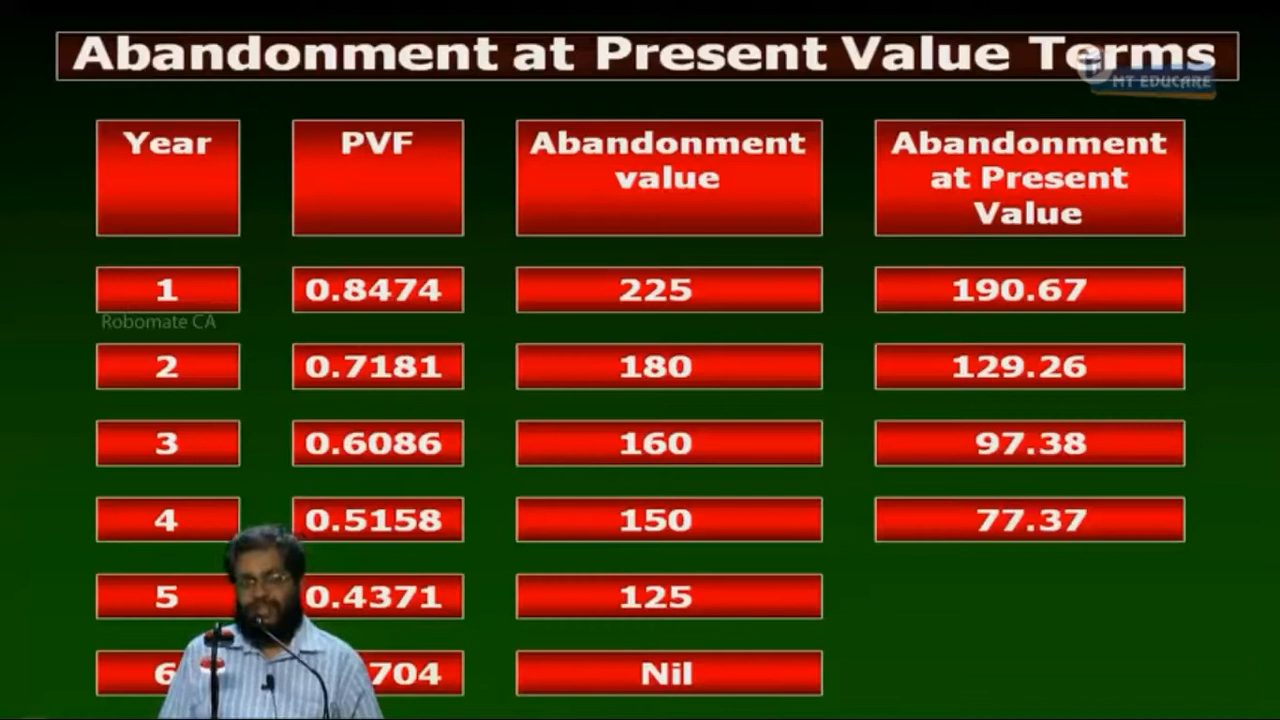 Abandonment at Present Value Terms
MT EDUCARE
Year PVF Abandonment value Abandonment at Present Value
1 0.8474 225 190.67
Robomate CA
2 0.7181 180 129.26
3 0.6086 160 97.38
4 0.5158 150 77.37
5 0.4371 125
6 704 Nil